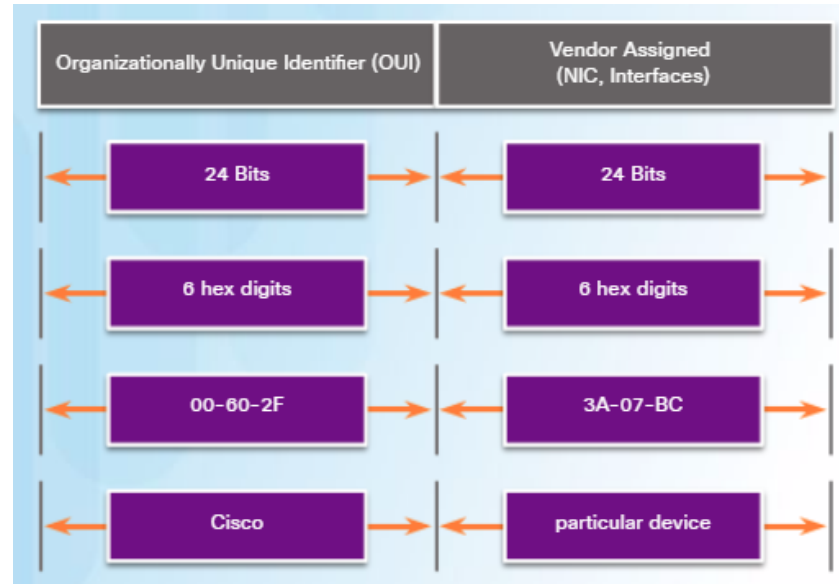 Organizationally Unique Identifier (OUI)
Vendor Assigned
(NIC, Interfaces)
24 Bits
24 Bits
6 hex digits
6 hex digits
00-60-2F
3A-07-BC
Cisco
particular device